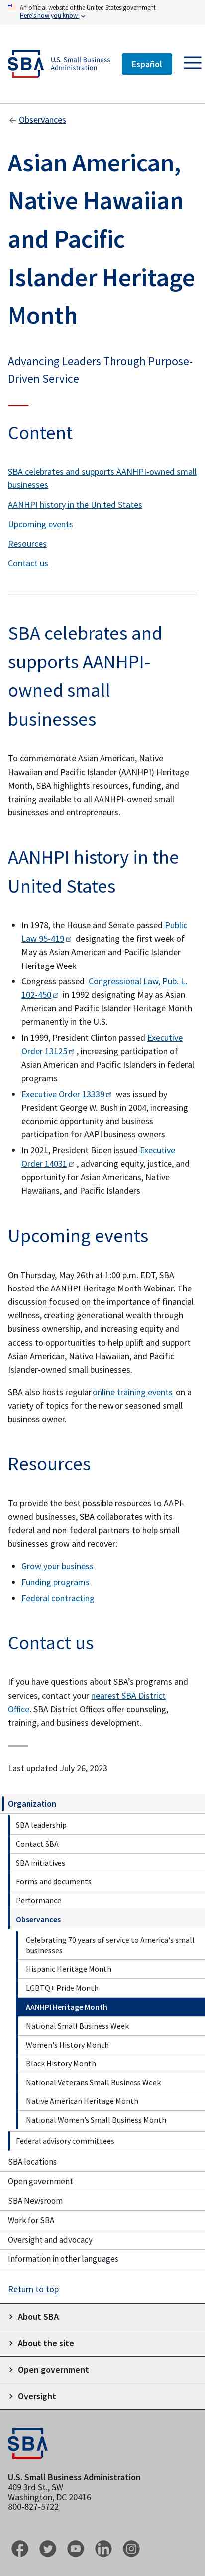 An official website of the United States government
Here's how you know
SBA
U.S. Small Business
Administration
Español
← Observances
Asian American,
Native Hawaiian
and Pacific
Islander Heritage
Month
Advancing Leaders Through Purpose-
Driven Service
Content
SBA celebrates and supports AANHPI-owned small
businesses
AANHPI history in the United States
Upcoming events
Resources
Contact us
SBA celebrates and
supports AANHPI-
owned small
businesses
To commemorate Asian American, Native
Hawaiian and Pacific Islander (AANHPI) Heritage
Month, SBA highlights resources, funding, and
training available to all AANHPI-owned small
businesses and entrepreneurs.
AANHPI history in the
United States
• In 1978, the House and Senate passed Public
Law 95-419 designating the first week of
May as Asian American and Pacific Islander
Heritage Week
• Congress passed Congressional Law, Pub. L.
102-450 in 1992 designating May as Asian
American and Pacific Islander Heritage Month
permanently in the U.S.
• In 1999, President Clinton passed Executive
Order 13125 , increasing participation of
Asian Americans and Pacific Islanders in federal
programs
• Executive Order 13339 was issued by
President George W. Bush in 2004, increasing
economic opportunity and business
participation for AAPI business owners
• In 2021, President Biden issued Executive
Order 14031 , advancing equity, justice, and
opportunity for Asian Americans, Native
Hawaiians, and Pacific Islanders
Upcoming events
On Thursday, May 26th at 1:00 p.m. EDT, SBA
hosted the AANHPI Heritage Month Webinar. The
discussion focused on the importance of financial
wellness, creating generational wealth through
business ownership, and increasing equity and
access to opportunities to help uplift and support
Asian American, Native Hawaiian, and Pacific
Islander-owned small businesses.
SBA also hosts regular online training events on a
variety of topics for the new or seasoned small
business owner.
Resources
To provide the best possible resources to AAPI-
owned businesses, SBA collaborates with its
federal and non-federal partners to help small
businesses grow and recover:
• Grow your business
• Funding programs
• Federal contracting
Contact us
If you have questions about SBA's programs and
services, contact your nearest SBA District
Office. SBA District Offices offer counseling,
training, and business development.
Last updated July 26, 2023
Organization
SBA leadership
Contact SBA
SBA initiatives
Forms and documents
Performance
Observances
Celebrating 70 years of service to America's small
businesses
Hispanic Heritage Month
LGBTQ+ Pride Month
AANHPI Heritage Month
National Small Business Week
Women's History Month
Black History Month
National Veterans Small Business Week
Native American Heritage Month
National Women's Small Business Month
Federal advisory committees
SBA locations
Open government
SBA Newsroom
Work for SBA
Oversight and advocacy
Information in other languages
Return to top
About SBA
About the site
Open government
Oversight
SBA
U.S. Small Business Administration
409 3rd St., SW
Washington, DC 20416
800-827-5722